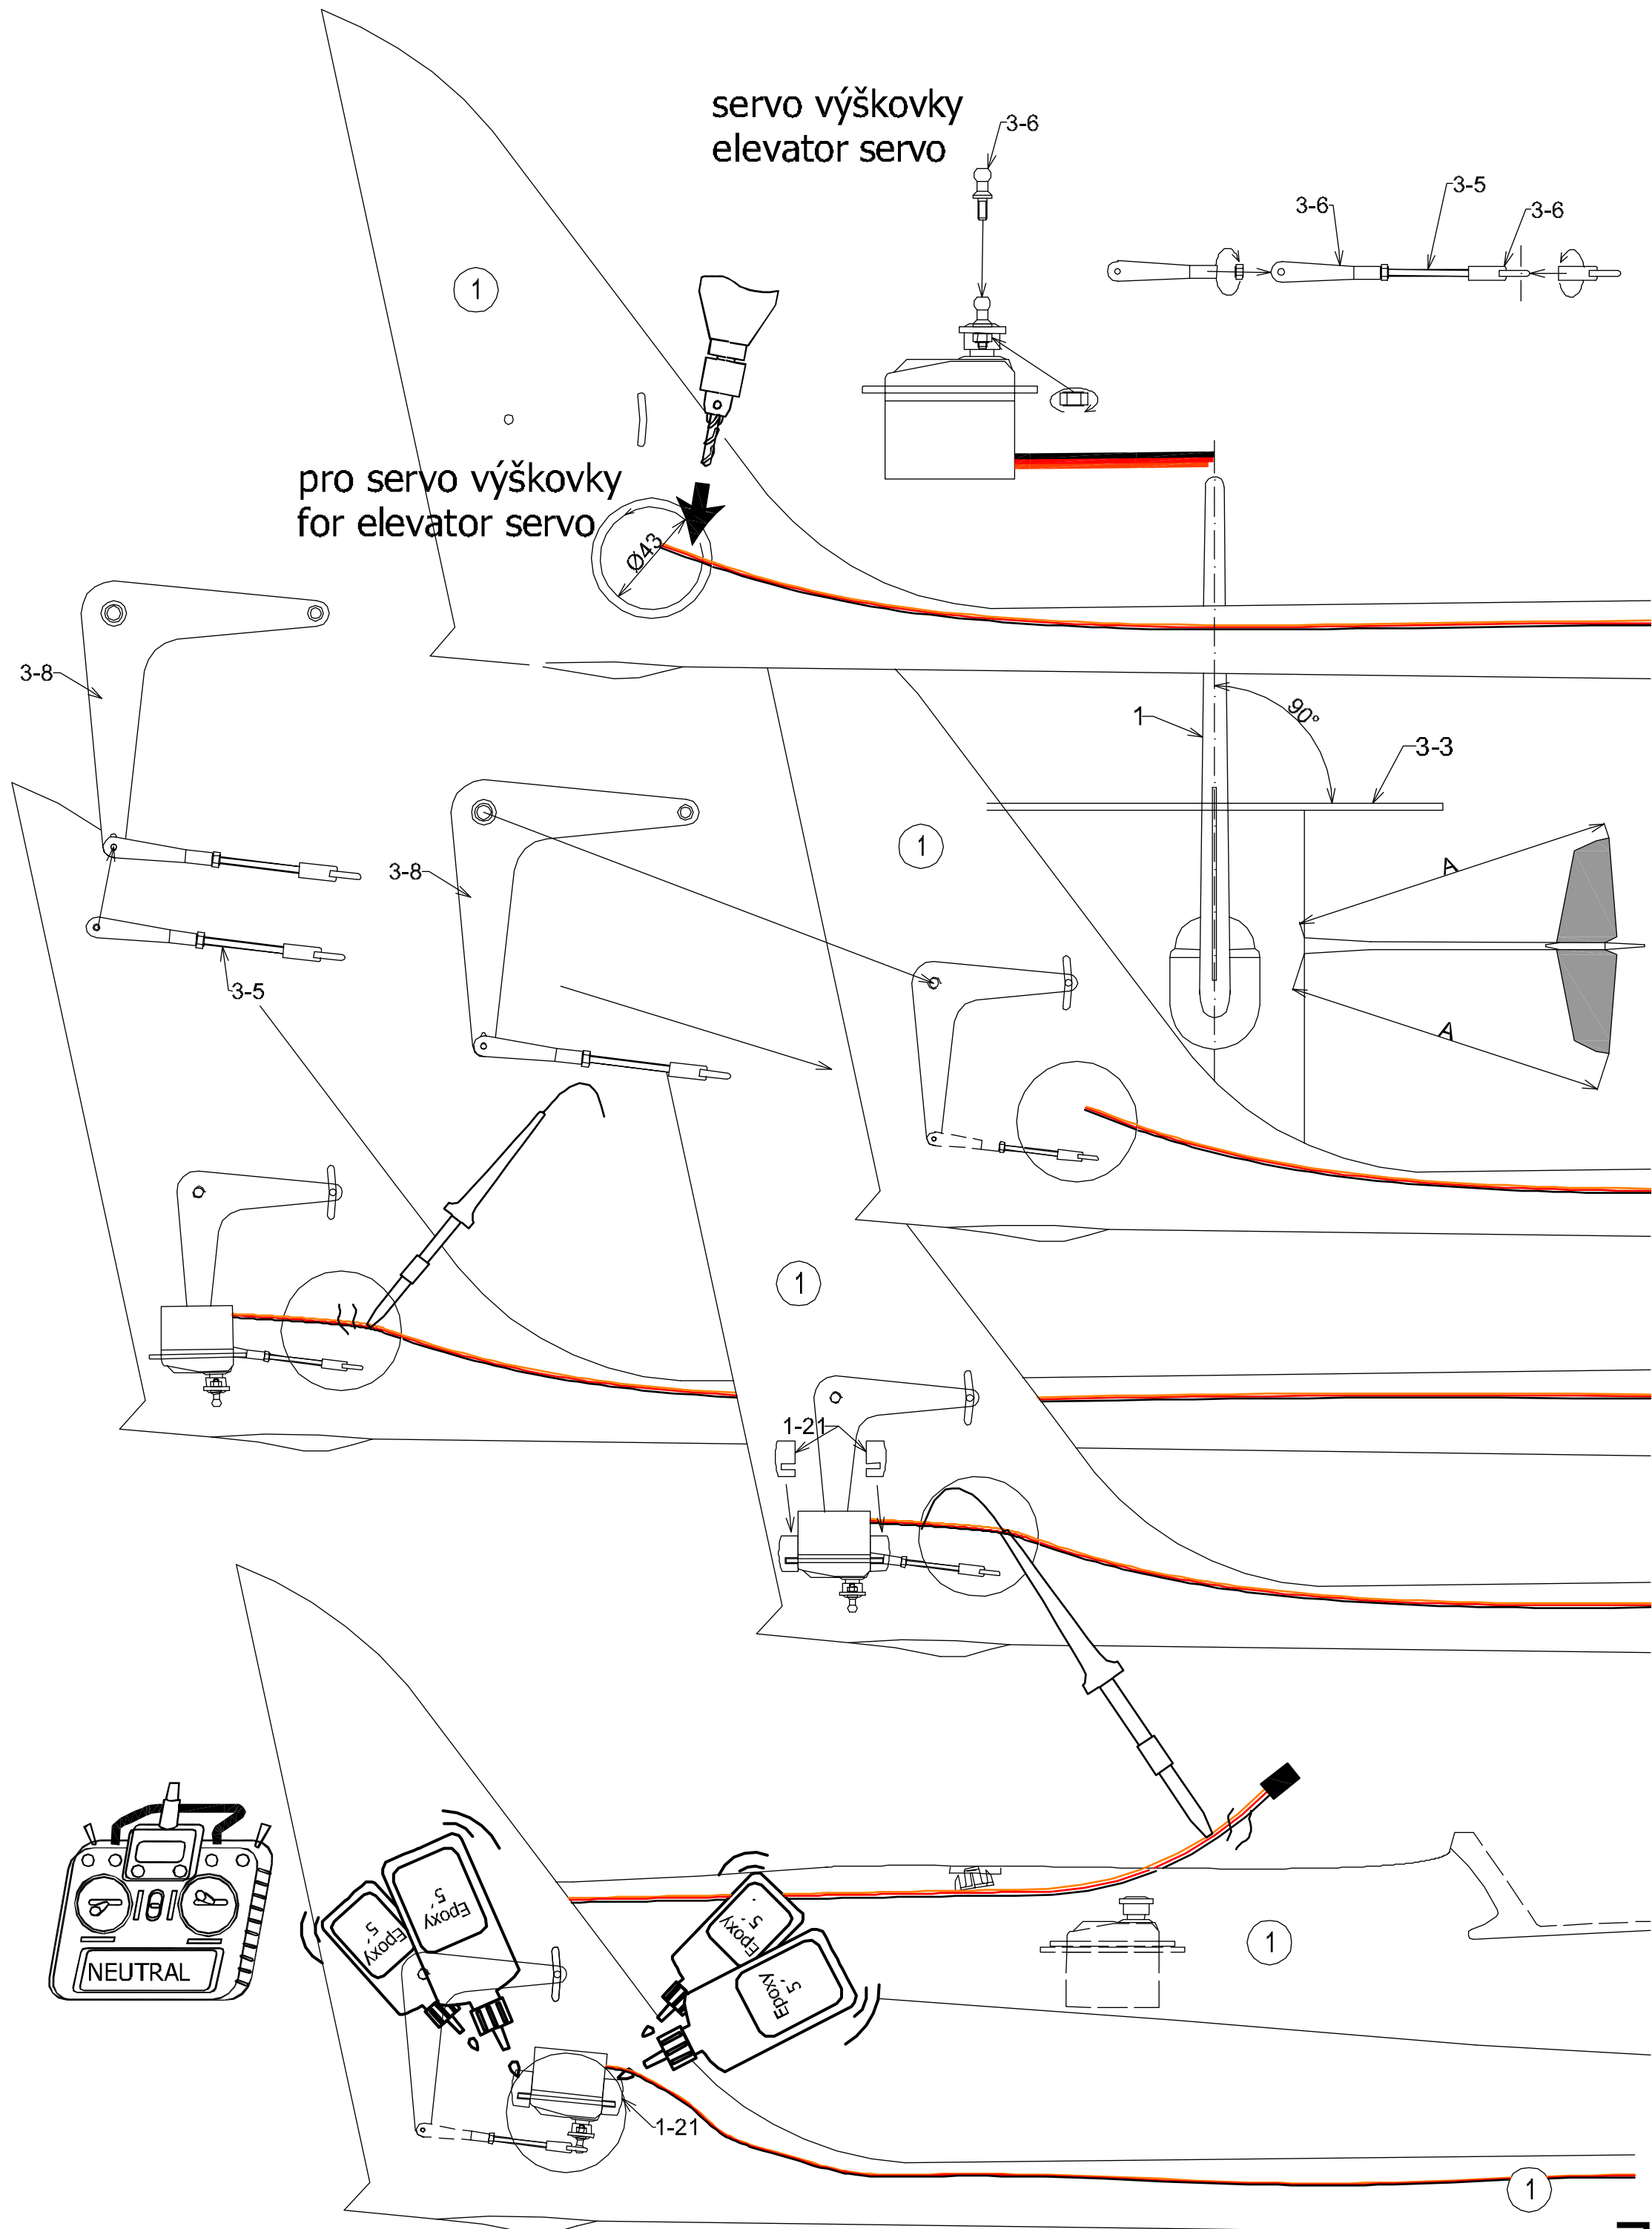 servo výškovky
elevator servo
3-6
3-5
3-6
3-6
1
pro servo výškovky
for elevator servo
Ø43
3-8
1
90°
3-3
1
3-8
A
3-5
A
1
1-21
NEUTRAL
Epoxy
5´
Epoxy
5´
Epoxy
5´
Epoxy
5´
1
1-21
1